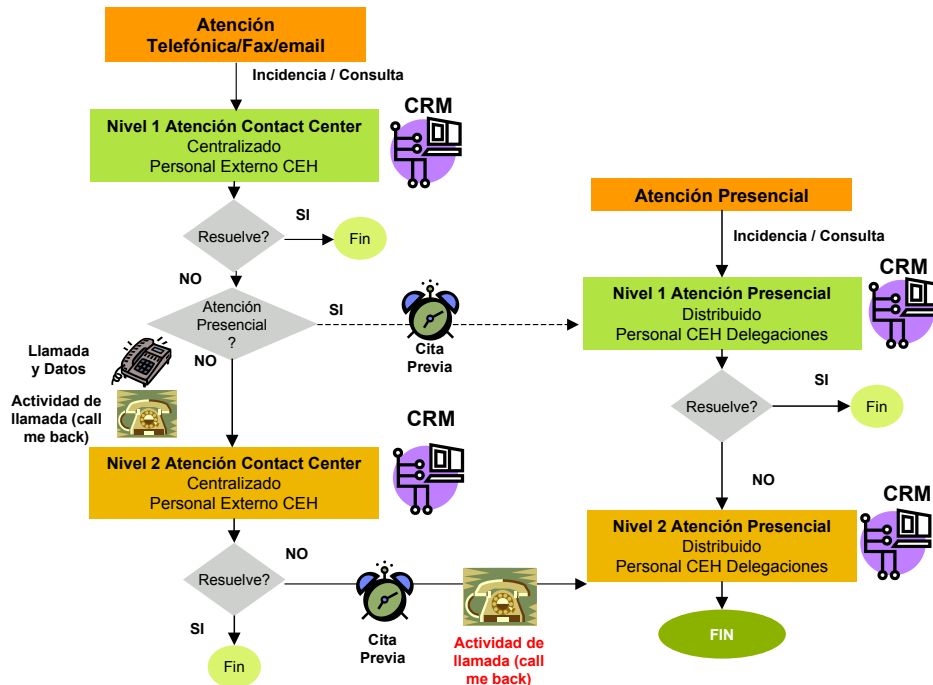 Atención
Telefónica/Fax/email
Incidencia / Consulta
Nivel 1 Atención Contact Center
Centralizado
Personal Externo CEH
CRM
Resuelve?
SI
Fin
NO
Atención
Presencial
?
SI
Cita
Previa
NO
Llamada
y Datos
Actividad de
llamada (call
me back)
Nivel 2 Atención Contact Center
Centralizado
Personal Externo CEH
CRM
Resuelve?
NO
Cita
Previa
Actividad de
llamada (call
me back)
SI
Fin
Atención Presencial
Incidencia / Consulta
Nivel 1 Atención Presencial
Distribuido
Personal CEH Delegaciones
CRM
Resuelve?
SI
Fin
NO
Nivel 2 Atención Presencial
Distribuido
Personal CEH Delegaciones
CRM
FIN